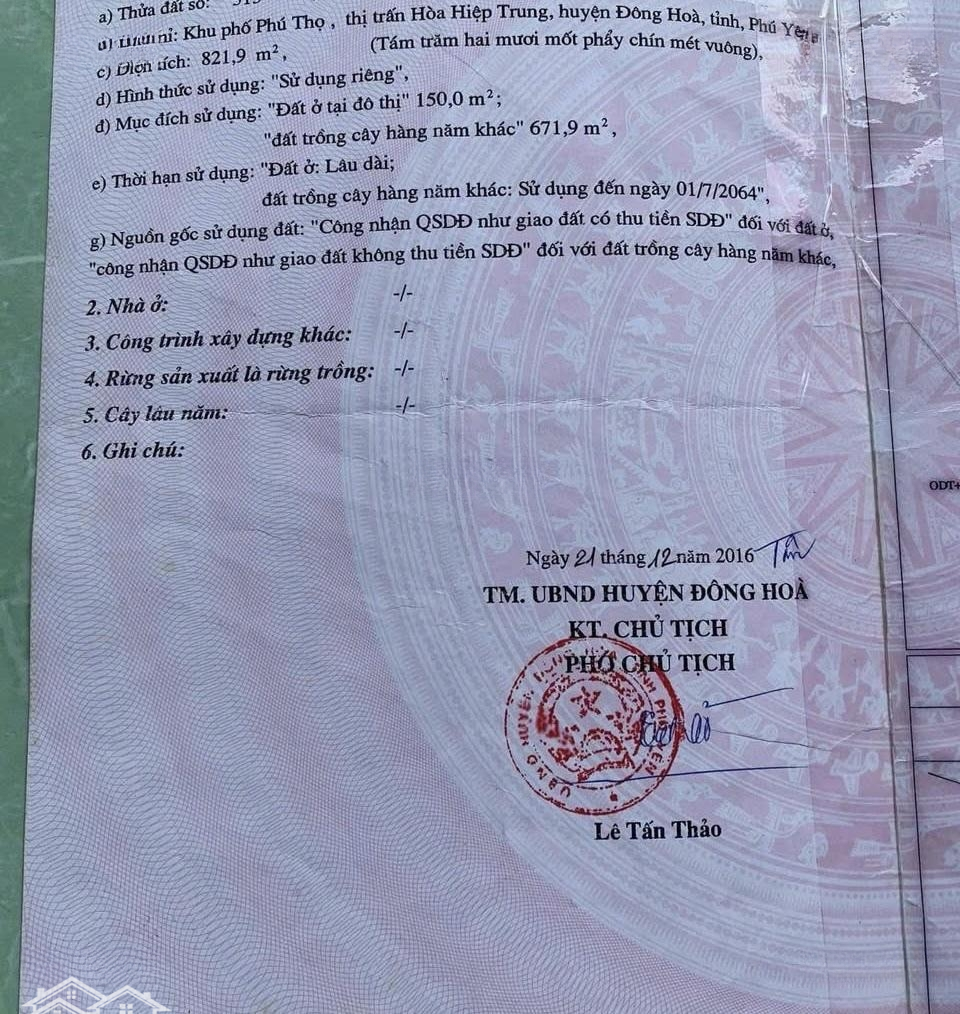 a) Thửa đất số:
Khu phố Phú Thọ , thị trấn Hòa Hiệp Trung, huyện Đông Hoà, tỉnh, Phú Yên
c) Diện tích: 821,9 m², (Tám trăm hai mươi mốt phẩy chín mét vuông),
d) Hình thức sử dụng: "Sử dụng riêng",
đ) Mục đích sử dụng: "Đất ở tại đô thị" 150,0 m²;
"đất trồng cây hàng năm khác" 671,9 m²,
e) Thời hạn sử dụng: "Đất ở: Lâu dài;
đất trồng cây hàng năm khác: Sử dụng đến ngày 01/7/2064",
g) Nguồn gốc sử dụng đất: "Công nhận QSDĐ như giao đất có thu tiền SDĐ" đối với đất ở,
"công nhận QSDĐ như giao đất không thu tiền SDĐ" đối với đất trồng cây hàng năm khác,
2. Nhà ở: -/-
3. Công trình xây dựng khác: -/-
4. Rừng sản xuất là rừng trồng: -/-
5. Cây lâu năm: -/-
6. Ghi chú:
ODT+
Ngày 21 tháng 12 năm 2016
TM. UBND HUYỆN ĐÔNG HOÀ
KT. CHỦ TỊCH
PHÓ CHỦ TỊCH
UBND HUYỆN
Lê Tấn Thảo